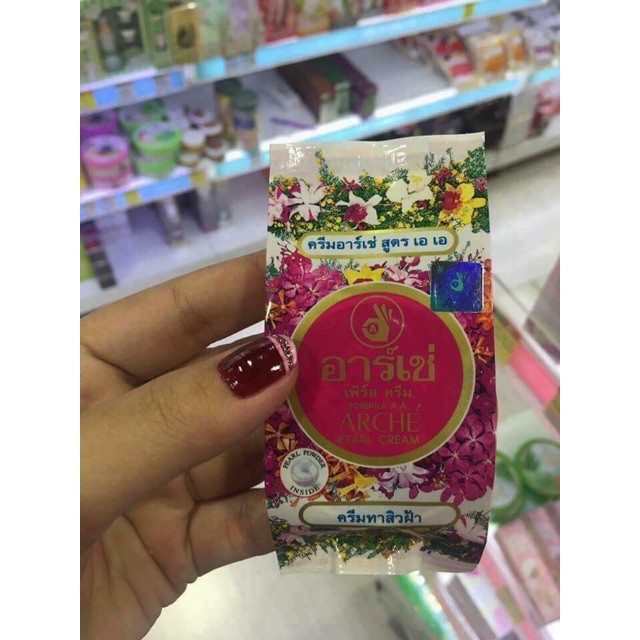 ครีมอาร์เช่ สูตร เอ เอ
อาร์เช่
เพิร์ล ครีม
FORMULA A A
ARCHÉ
PEARL CREAM
PEARL POWDER
INSIDE
ครีมทาสิวฝ้า